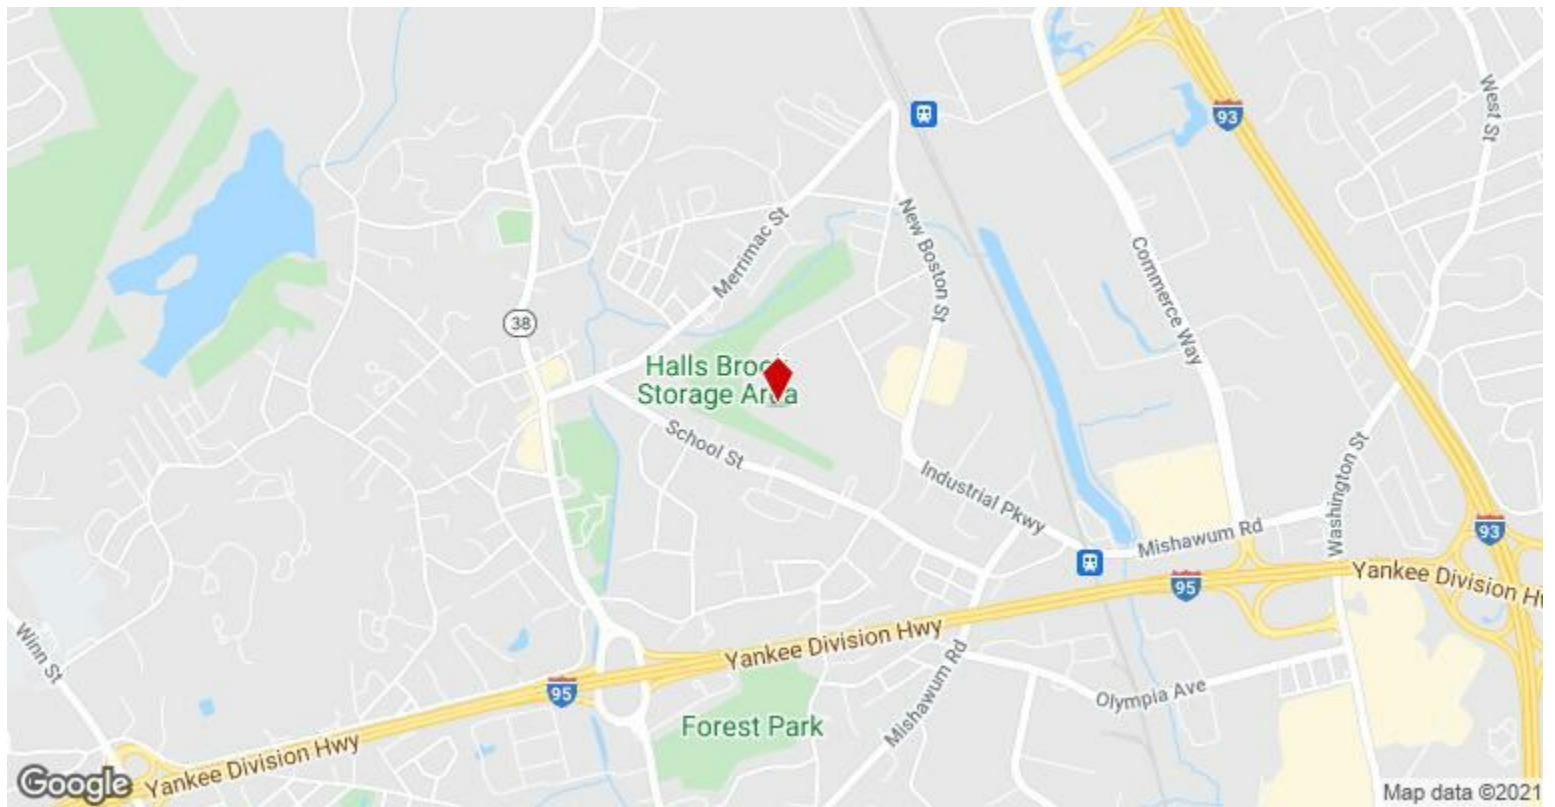 93
West St
Merrimac St
New Boston St
Commerce Way
38
Halls Brook
Storage Area
School St
Industrial Pkwy
Mishawum Rd
Washington St
93
95
Yankee Division Hwy
Winn St
Yankee Division Hwy
Mishawum Rd
95
Olympia Ave
Forest Park
Yankee Division Hwy
Google
Map data ©2021